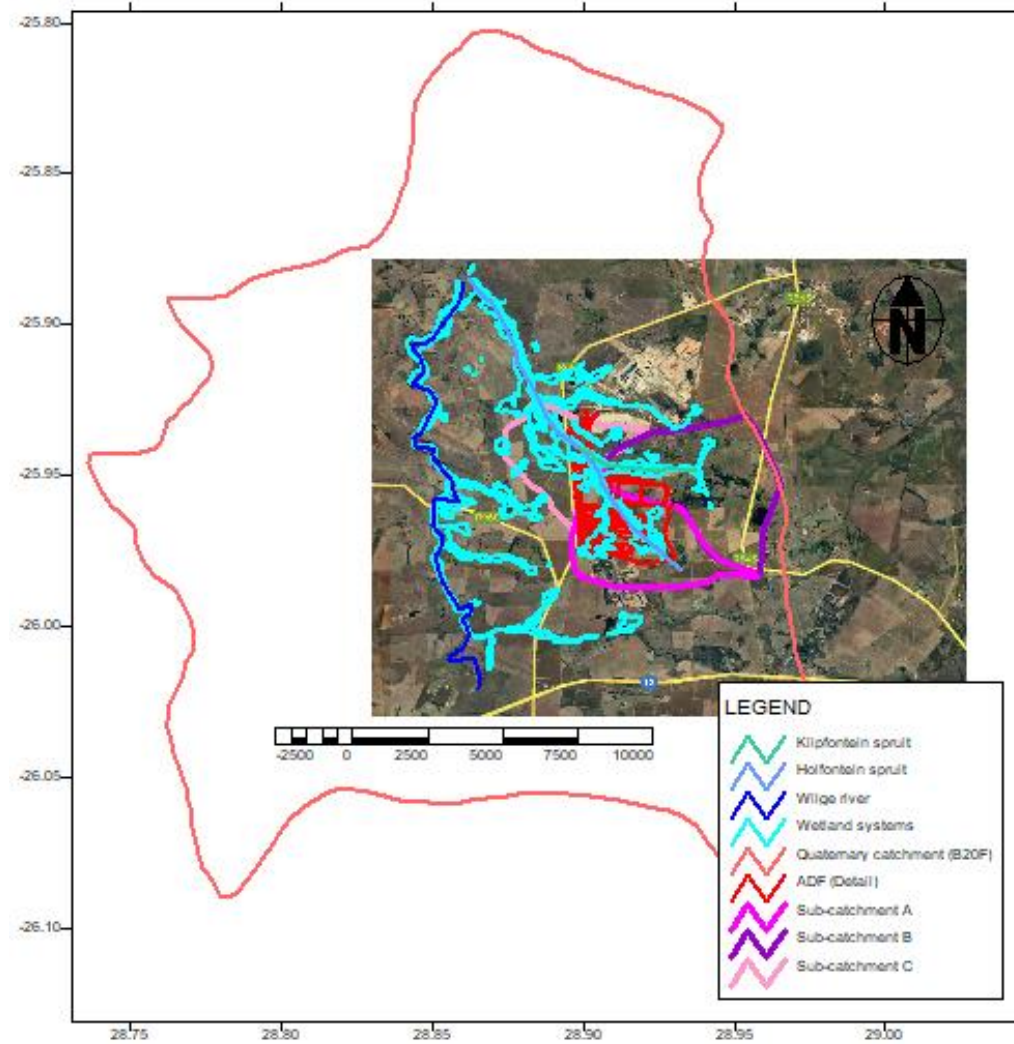 -25.80
-25.85
-25.90
-25.95
-26.00
-26.05
-26.10
N
12
-2500 0 2500 5000 7500 10000
LEGEND
Klipfontein spruit
Holfontein spruit
Wilge river
Wetland systems
Quaternary catchment (B20F)
ADF (Detail)
Sub-catchment A
Sub-catchment B
Sub-catchment C
28.75 28.80 28.85 28.90 28.95 29.00